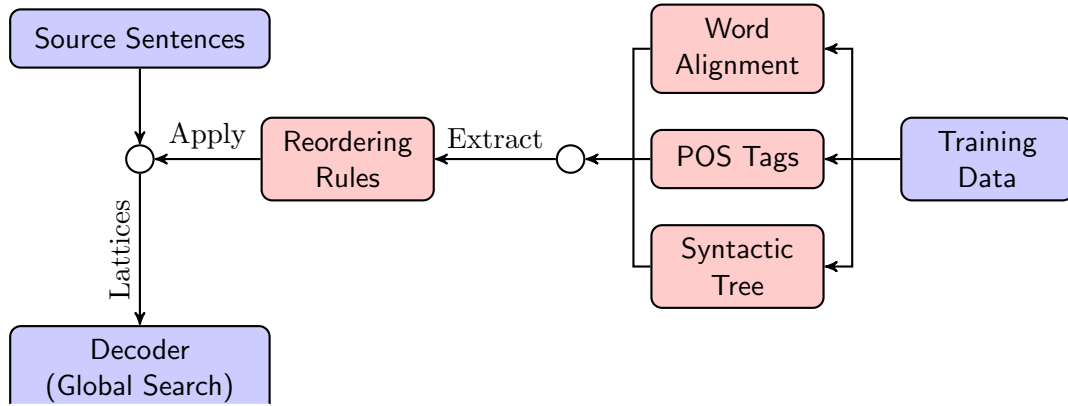 Source Sentences
Word
Alignment
Apply
Reordering
Rules
Extract
POS Tags
Training
Data
Lattices
Syntactic
Tree
Decoder
(Global Search)